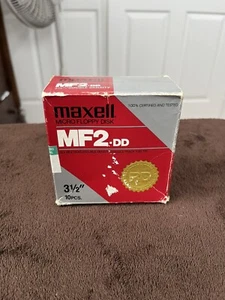 maxell
MICRO FLOPPY DISK
100% CERTIFIED AND TESTED
MF2-DD
3½"
10PCS.